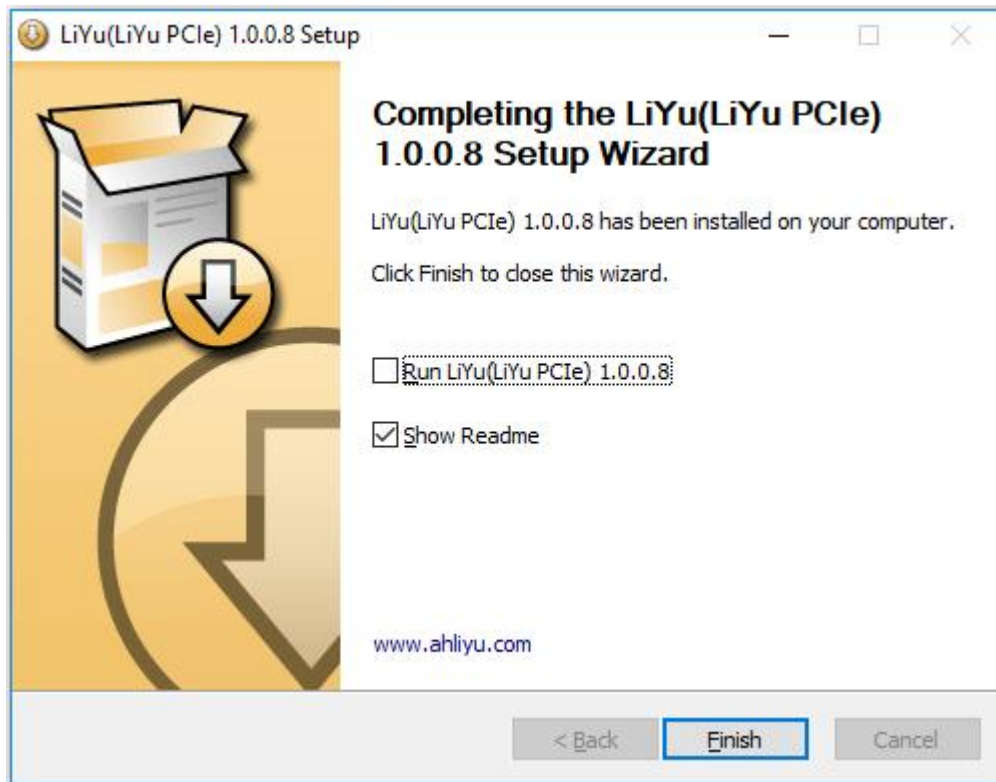 LiYu(LiYu PCIe) 1.0.0.8 Setup
Completing the LiYu(LiYu PCIe)
1.0.0.8 Setup Wizard
LiYu(LiYu PCIe) 1.0.0.8 has been installed on your computer.
Click Finish to close this wizard.
Run LiYu(LiYu PCIe) 1.0.0.8
Show Readme
www.ahliyu.com
< Back
Finish
Cancel